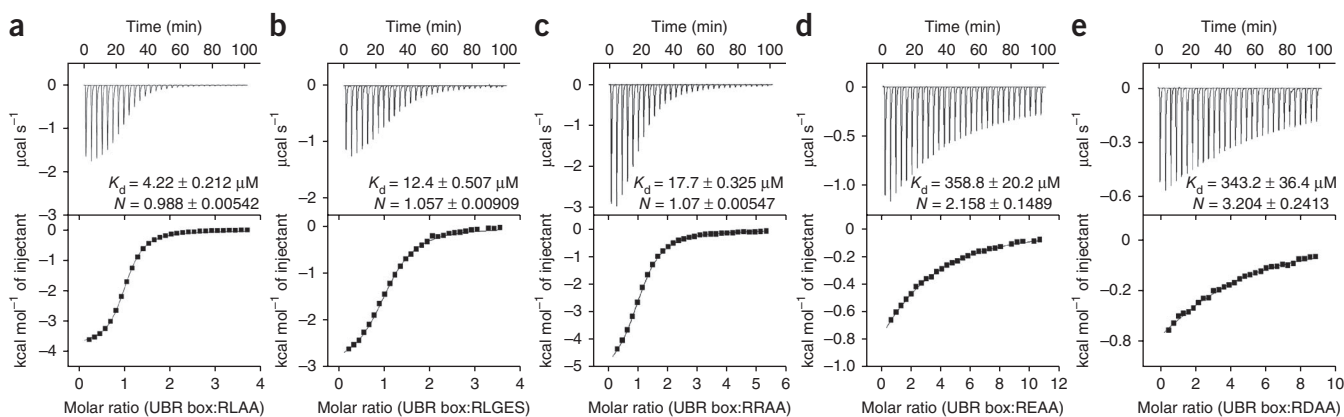 a
Time (min)
0 20 40 60 80 100
0
−1
−2
−3
μcal s−1
Kd = 4.22 ± 0.212 μM
N = 0.988 ± 0.00542
0
−1
−2
−3
−4
kcal mol−1 of injectant
0 1 2 3 4
Molar ratio (UBR box:RLAA)
b
Time (min)
0 20 40 60 80 100
0
−1
−2
μcal s−1
Kd = 12.4 ± 0.507 μM
N = 1.057 ± 0.00909
0
−1
−2
−3
kcal mol−1 of injectant
0 1 2 3 4
Molar ratio (UBR box:RLGES)
c
Time (min)
0 20 40 60 80 100
0
−1
−2
−3
μcal s−1
Kd = 17.7 ± 0.325 μM
N = 1.07 ± 0.00547
0
−1
−2
−3
−4
−5
kcal mol−1 of injectant
0 1 2 3 4 5 6
Molar ratio (UBR box:RRAA)
d
Time (min)
0 20 40 60 80 100
0
−0.5
−1.0
μcal s−1
Kd = 358.8 ± 20.2 μM
N = 2.158 ± 0.1489
0
−0.2
−0.4
−0.6
−0.8
−1.0
kcal mol−1 of injectant
0 2 4 6 8 10 12
Molar ratio (UBR box:REAA)
e
Time (min)
0 20 40 60 80 100
0
−0.3
−0.6
μcal s−1
Kd = 343.2 ± 36.4 μM
N = 3.204 ± 0.2413
0
−0.2
−0.8
kcal mol−1 of injectant
0 2 4 6 8 10
Molar ratio (UBR box:RDAA)